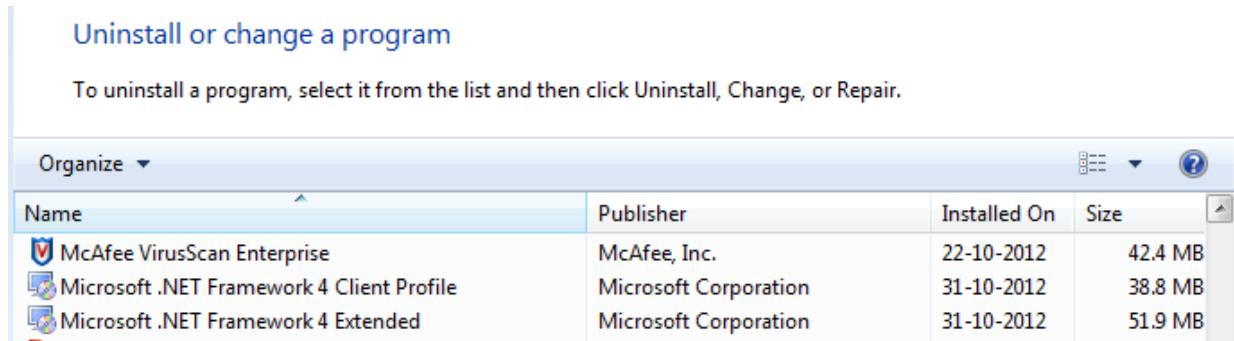 Uninstall or change a program
To uninstall a program, select it from the list and then click Uninstall, Change, or Repair.
Organize
Name Publisher Installed On Size
McAfee VirusScan Enterprise McAfee, Inc. 22-10-2012 42.4 MB
Microsoft .NET Framework 4 Client Profile Microsoft Corporation 31-10-2012 38.8 MB
Microsoft .NET Framework 4 Extended Microsoft Corporation 31-10-2012 51.9 MB